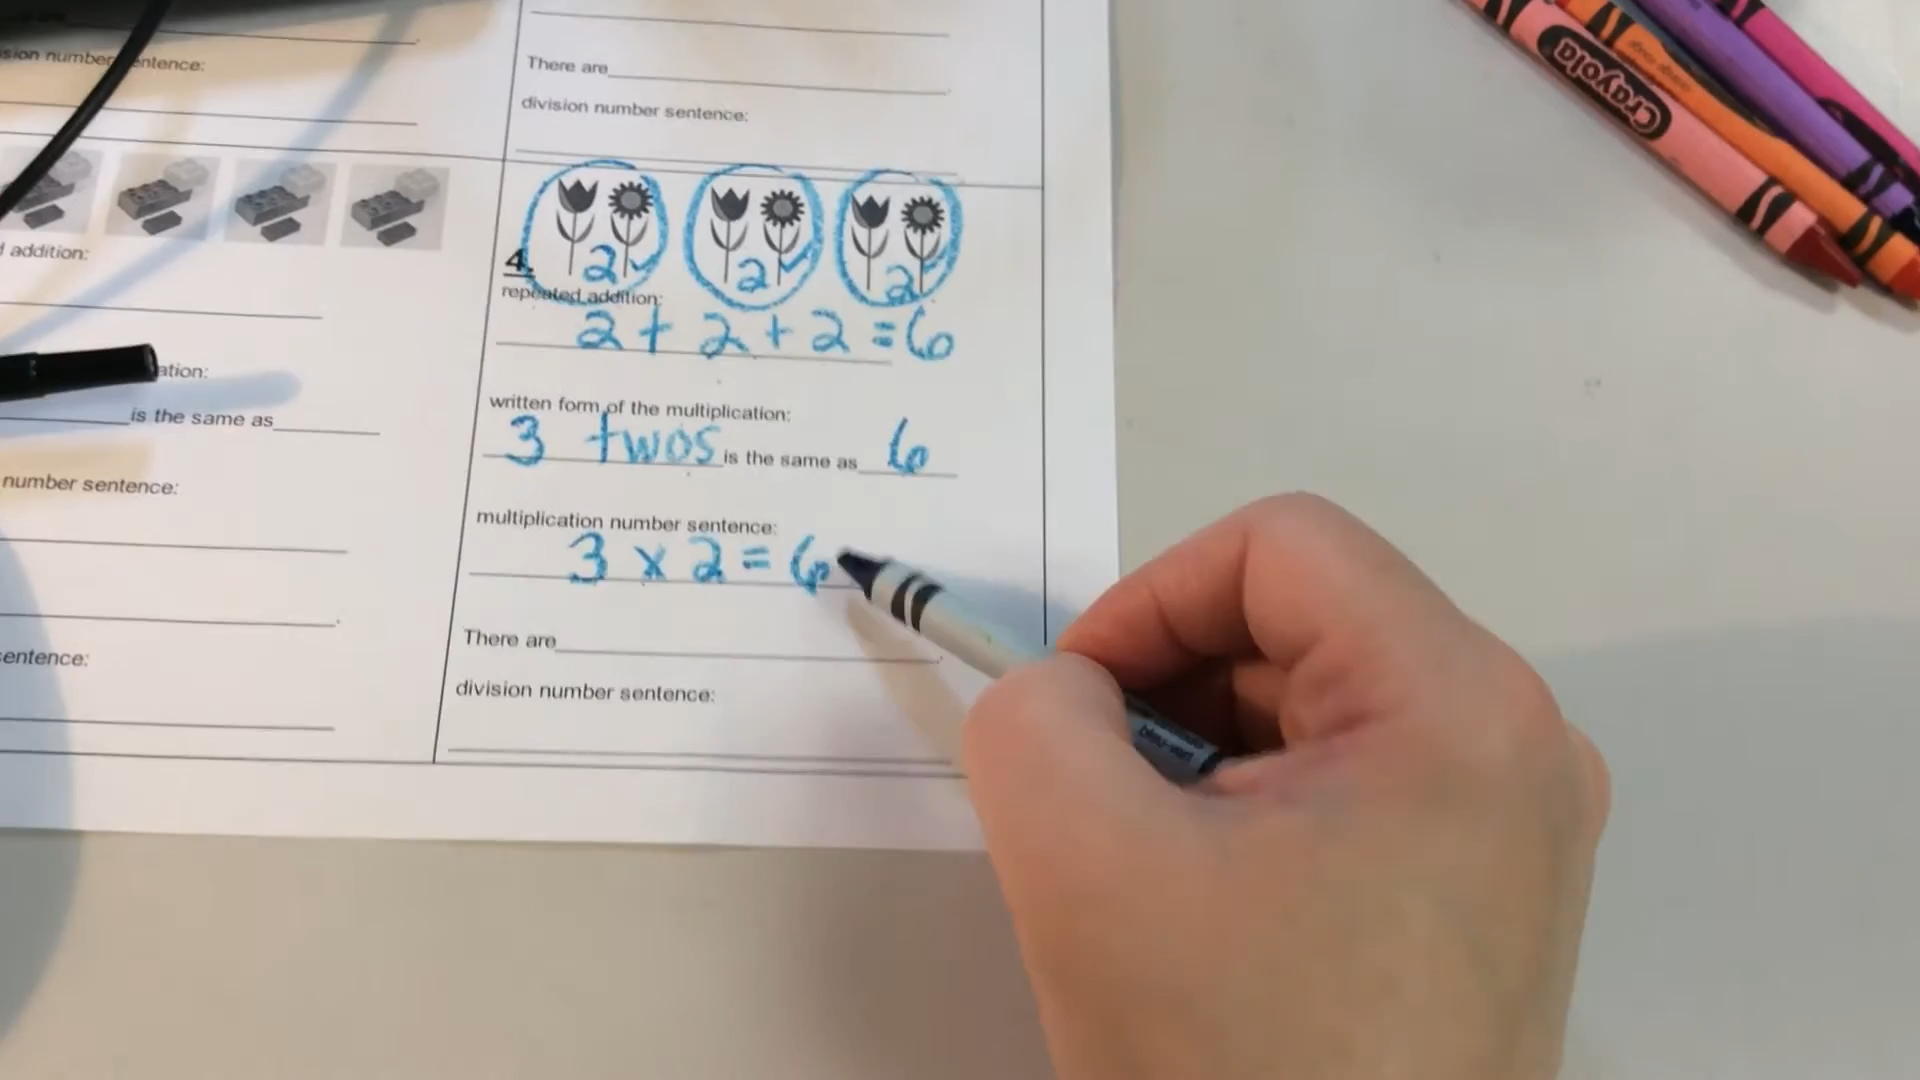 sion number sentence:
addition:
ation:
is the same as
number sentence:
sentence:
There are
division number sentence:
2 2 2
4.
repeated addition:
2 + 2 + 2 = 6
written form of the multiplication:
3 twos is the same as 6
multiplication number sentence:
3 x 2 = 6
There are
division number sentence:
Crayola